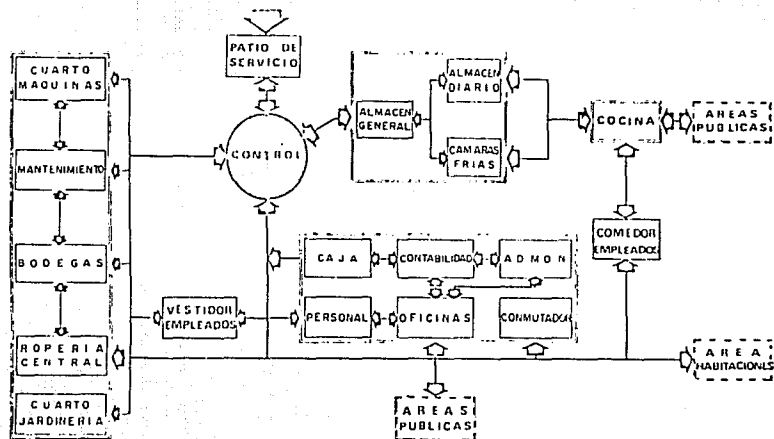 PATIO DE
SERVICIO
CUARTO
MAQUINAS
ALMACEN
DIARIO
ALMACEN
GENERAL
COCINA
AREAS
PUBLICAS
CONTROL
CAMARAS
FRIAS
MANTENIMIENTO
COMEDOR
EMPLEADOS
BODEGAS
CAJA
CONTABILIDAD
ADMON
VESTIDOR
EMPLEADOS
PERSONAL
OFICINAS
CONMUTADOR
ROPERIA
CENTRAL
AREA
HABITACIONES
CUARTO
JARDINERIA
AREAS
PUBLICAS